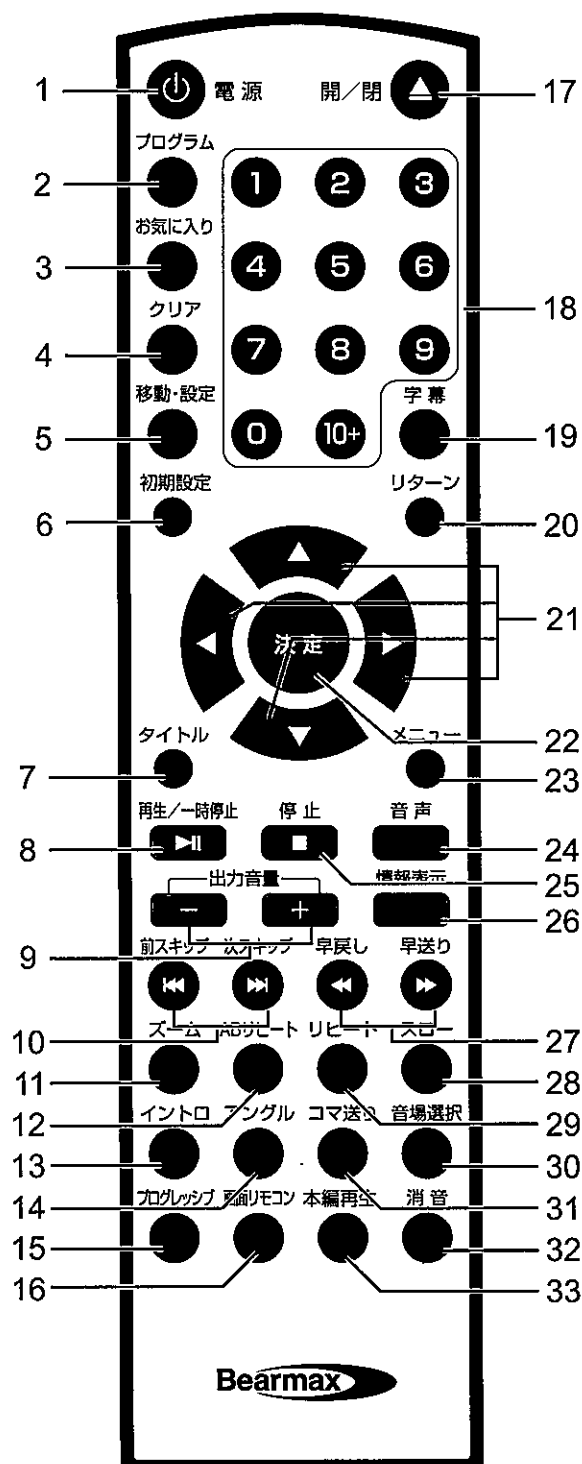 1 電源 開／閉 17
プログラム
2 1 2 3
お気に入り
3 4 5 6 18
クリア
4 7 8 9
移動・設定 字幕
5 0 10+ 19
初期設定 リターン
6 20
21
決定
タイトル メニュー 22
7 23
再生／一時停止 停止 音声
8 24
出力音量 25 情報表示
− + 26
9 前スキップ 次スキップ 早戻し 早送り
10 ズーム ABリピート リピート スロー 27
11 28
12 29
イントロ アングル コマ送り 音場選択
13 30
14 31
プログレッシブ 画面リモコン 本編再生 消音
15 32
16 33
Bearmax